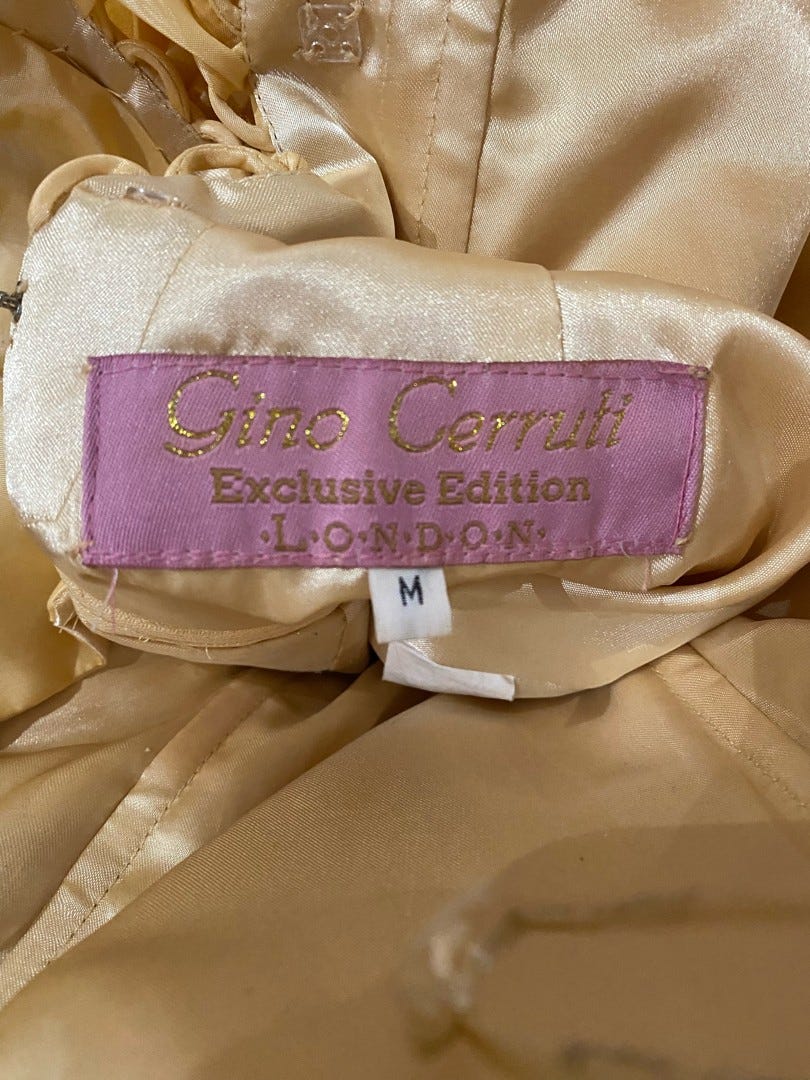 Gino Cerruti
Exclusive Edition
·L·O·N·D·O·N·
M